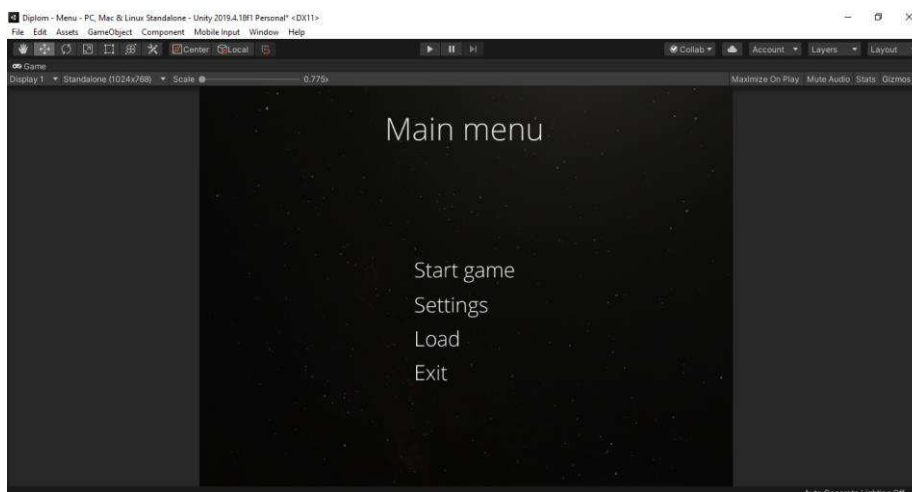 Diplom - Menu - PC, Mac & Linux Standalone - Unity 2019.4.18f1 Personal* <DX11>
File Edit Assets GameObject Component Mobile Input Window Help
Center Local Collab Account Layers Layout
Game
Display 1 Standalone (1024x768) Scale 0.775x Maximize On Play Mute Audio Stats Gizmos
Main menu
Start game
Settings
Load
Exit
Auto Generate Lighting Off